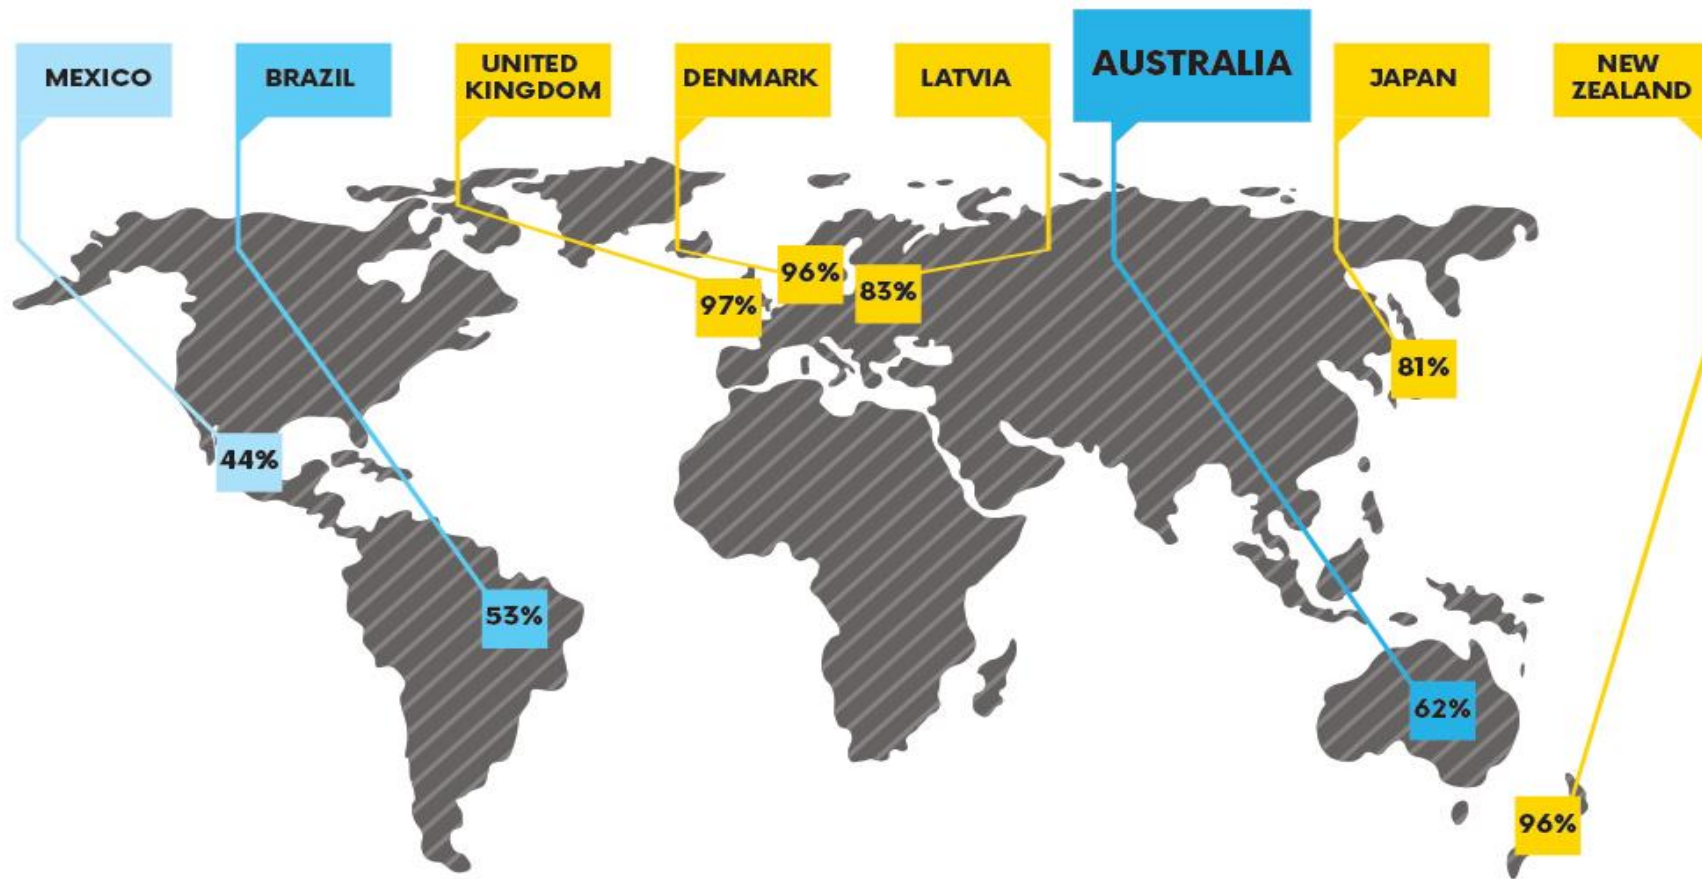 MEXICO
BRAZIL
UNITED
KINGDOM
DENMARK
LATVIA
AUSTRALIA
JAPAN
NEW
ZEALAND
96%
83%
97%
81%
44%
53%
62%
96%